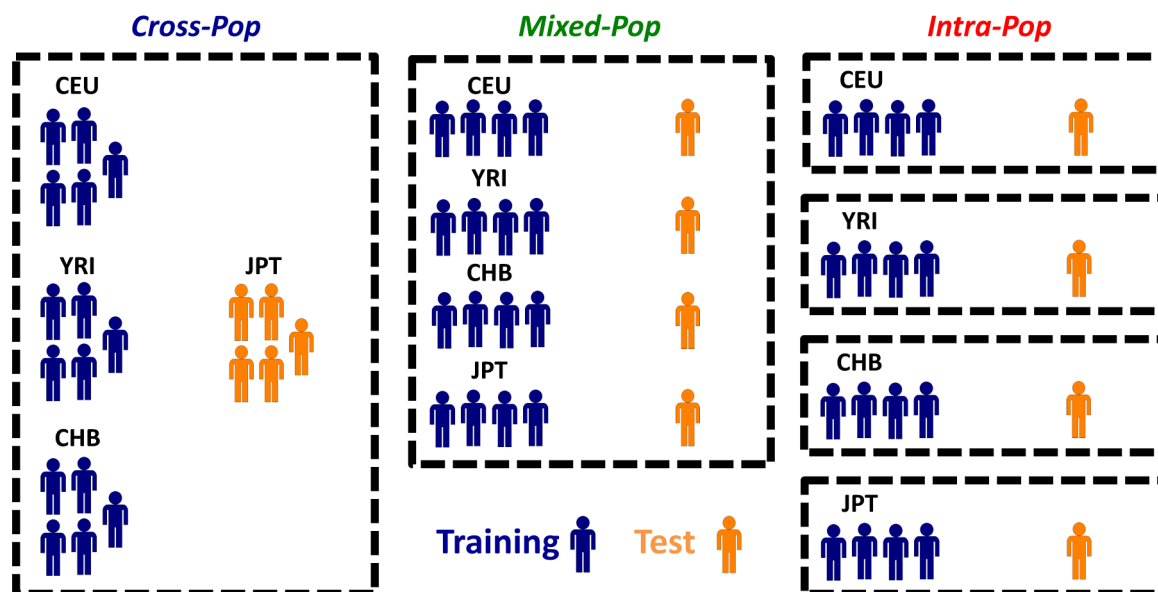 Cross-Pop
CEU
YRI
JPT
CHB
Mixed-Pop
CEU
YRI
CHB
JPT
Training
Test
Intra-Pop
CEU
YRI
CHB
JPT